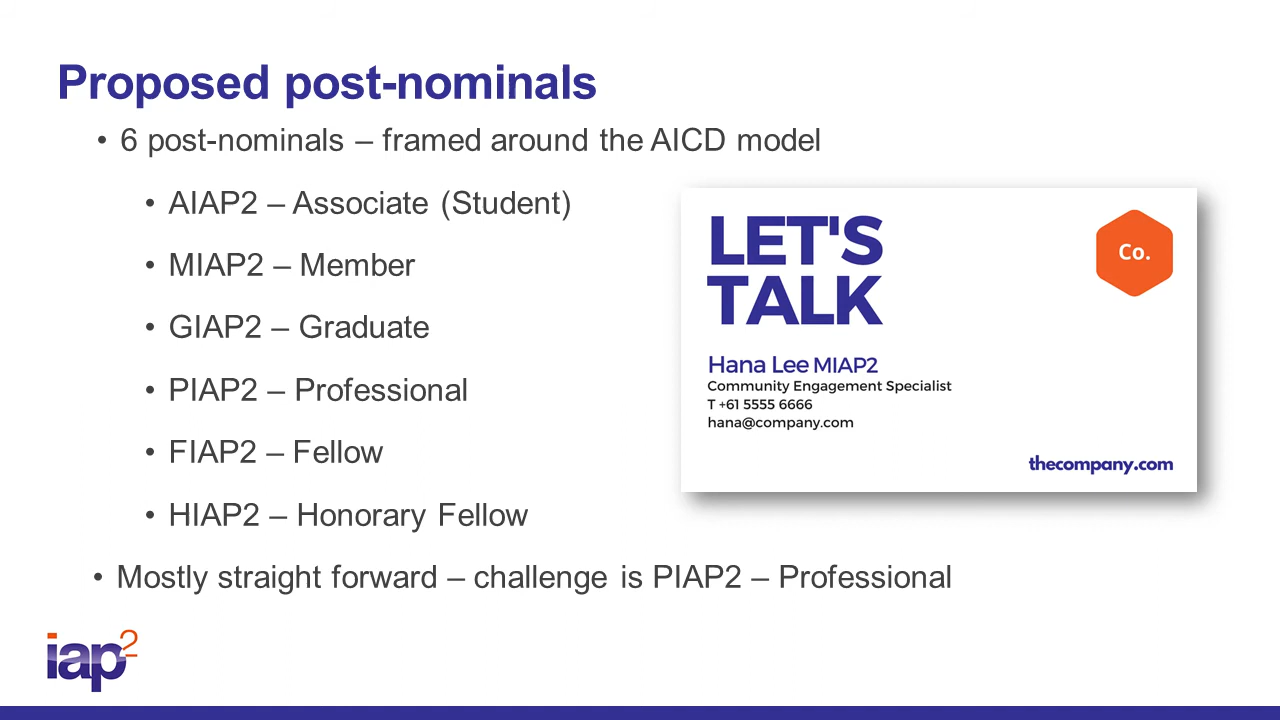 Proposed post-nominals
• 6 post-nominals – framed around the AICD model
• AIAP2 – Associate (Student)
• MIAP2 – Member
• GIAP2 – Graduate
• PIAP2 – Professional
• FIAP2 – Fellow
• HIAP2 – Honorary Fellow
• Mostly straight forward – challenge is PIAP2 – Professional
LET'S
TALK
Co.
Hana Lee MIAP2
Community Engagement Specialist
T +61 5555 6666
hana@company.com
thecompany.com
iap2